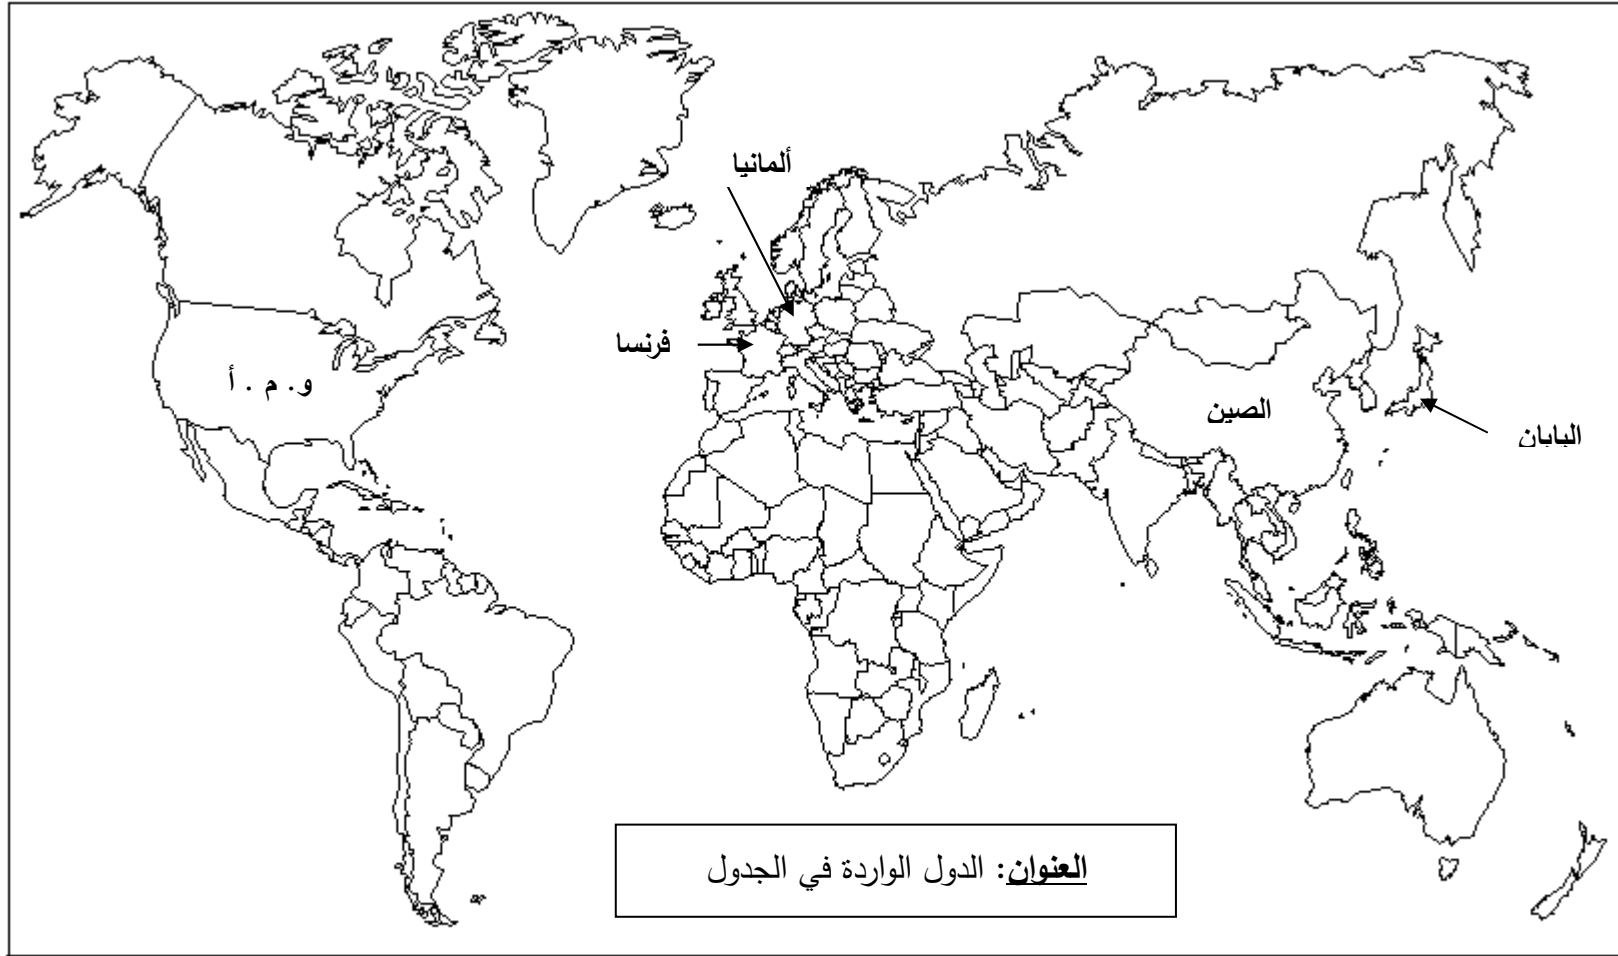 ألمانيا
فرنسا
و. م . أ
الصين
اليابان
العنوان: الدول الواردة في الجدول